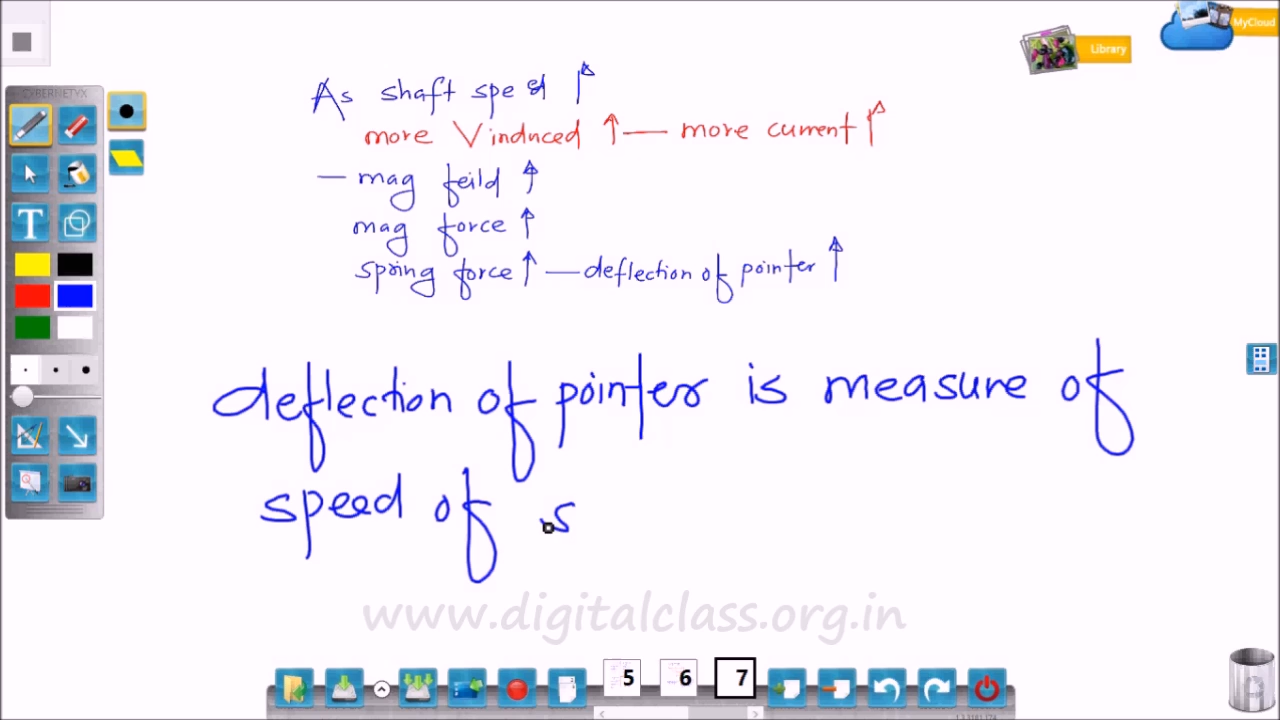 MyCloud
Library
CYBERNETYX
As shaft speed ↑
more V induced ↑ — more current ↑
— mag feild ↑
mag force ↑
spring force ↑ — deflection of pointer ↑
deflection of pointer is measure of
speed of s
www.digitalclass.org.in
5 6 7